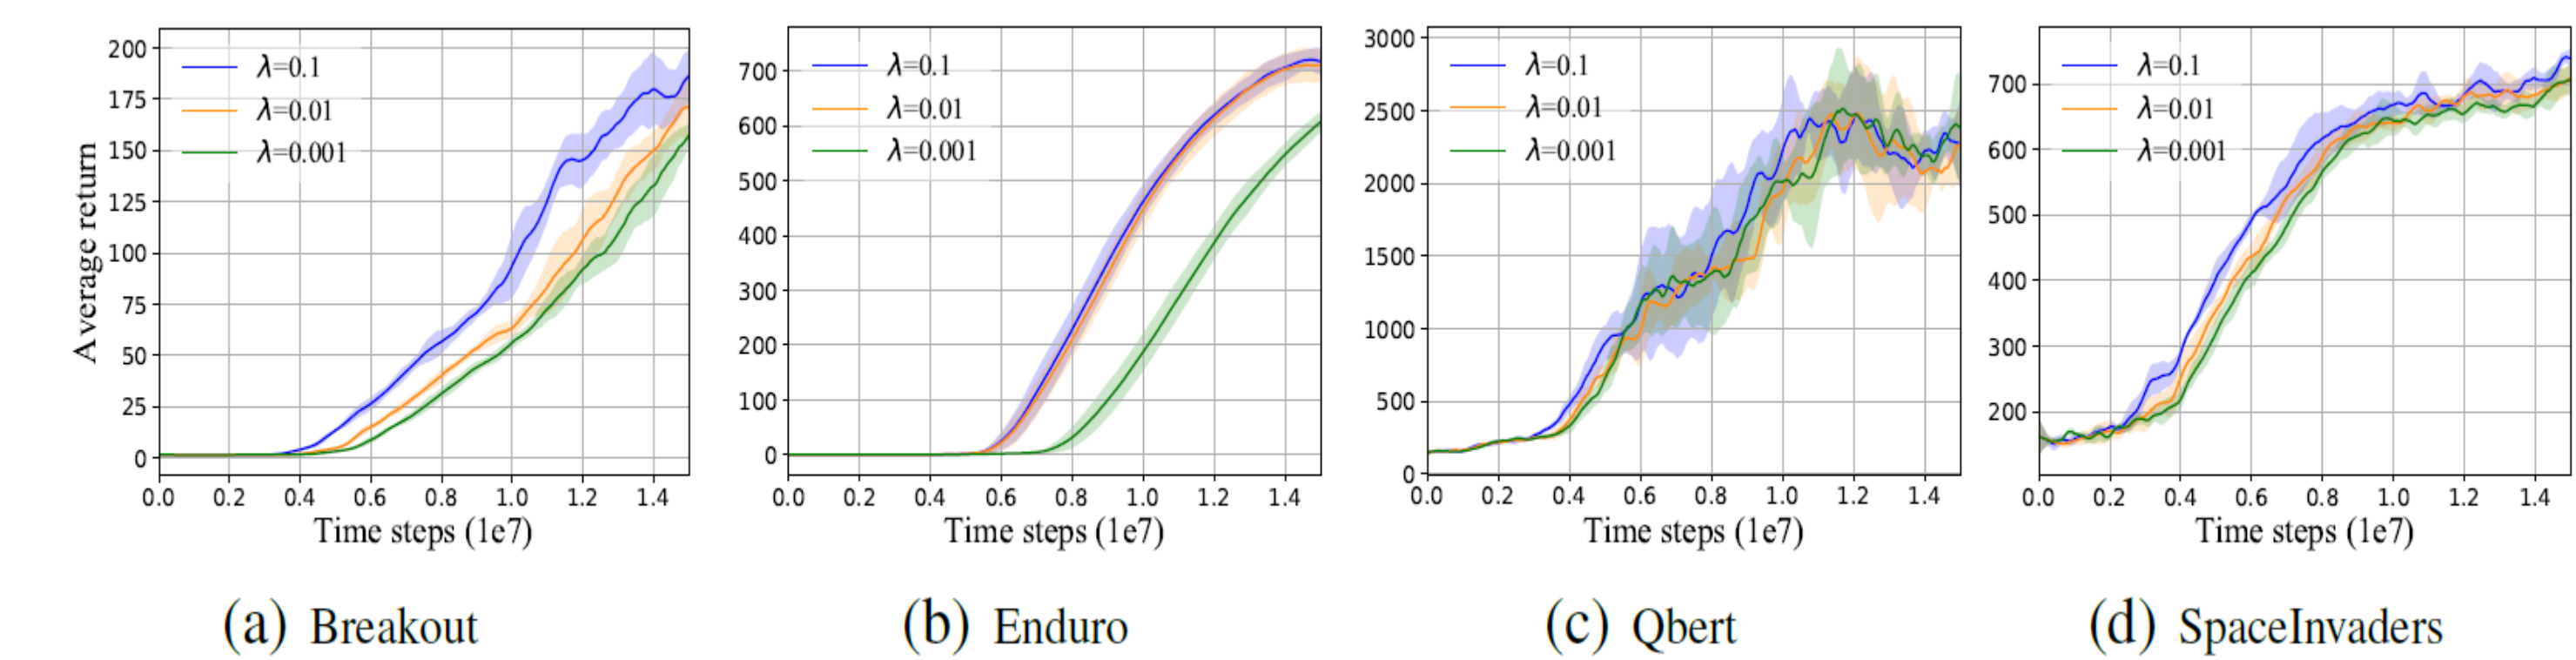 Average return
200
175
150
125
100
75
50
25
0
λ=0.1
λ=0.01
λ=0.001
0.0 0.2 0.4 0.6 0.8 1.0 1.2 1.4
Time steps (1e7)
(a) Breakout
700
600
500
400
300
200
100
0
λ=0.1
λ=0.01
λ=0.001
0.0 0.2 0.4 0.6 0.8 1.0 1.2 1.4
Time steps (1e7)
(b) Enduro
3000
2500
2000
1500
1000
500
0
λ=0.1
λ=0.01
λ=0.001
0.0 0.2 0.4 0.6 0.8 1.0 1.2 1.4
Time steps (1e7)
(c) Qbert
700
600
500
400
300
200
λ=0.1
λ=0.01
λ=0.001
0.0 0.2 0.4 0.6 0.8 1.0 1.2 1.4
Time steps (1e7)
(d) SpaceInvaders